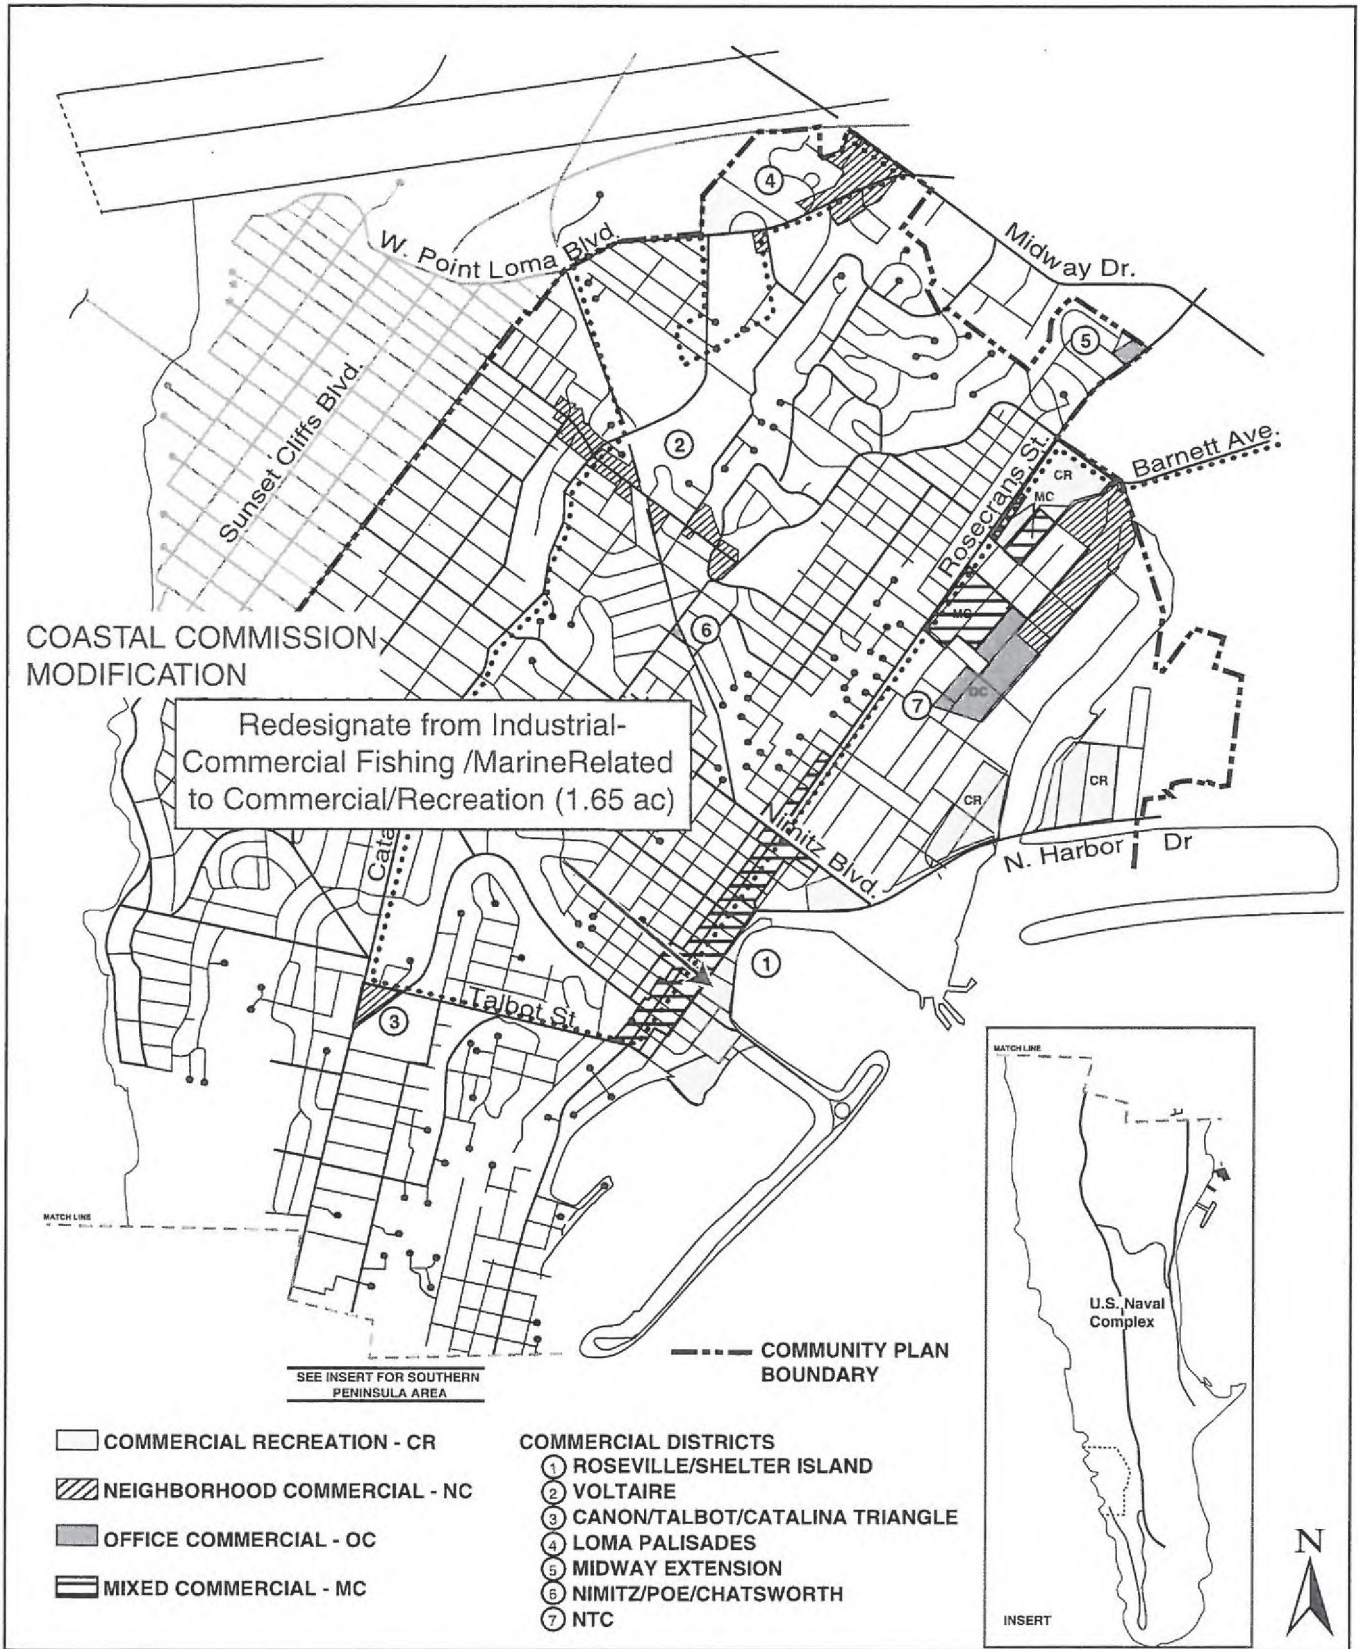 ④
Midway Dr.
W. Point Loma Blvd.
⑤
Sunset Cliffs Blvd.
②
Rosecrans St.
Barnett Ave.
CR
MC
MC
⑥
OC
⑦
COASTAL COMMISSION
MODIFICATION
Redesignate from Industrial-
Commercial Fishing /MarineRelated
to Commercial/Recreation (1.65 ac)
CR
CR
Nimitz Blvd.
N. Harbor Dr
Cata
①
Talbot St
③
MATCH LINE
MATCH LINE
U.S. Naval
Complex
INSERT
SEE INSERT FOR SOUTHERN
PENINSULA AREA
COMMUNITY PLAN
BOUNDARY
COMMERCIAL RECREATION - CR
NEIGHBORHOOD COMMERCIAL - NC
OFFICE COMMERCIAL - OC
MIXED COMMERCIAL - MC
COMMERCIAL DISTRICTS
① ROSEVILLE/SHELTER ISLAND
② VOLTAIRE
③ CANON/TALBOT/CATALINA TRIANGLE
④ LOMA PALISADES
⑤ MIDWAY EXTENSION
⑥ NIMITZ/POE/CHATSWORTH
⑦ NTC
N